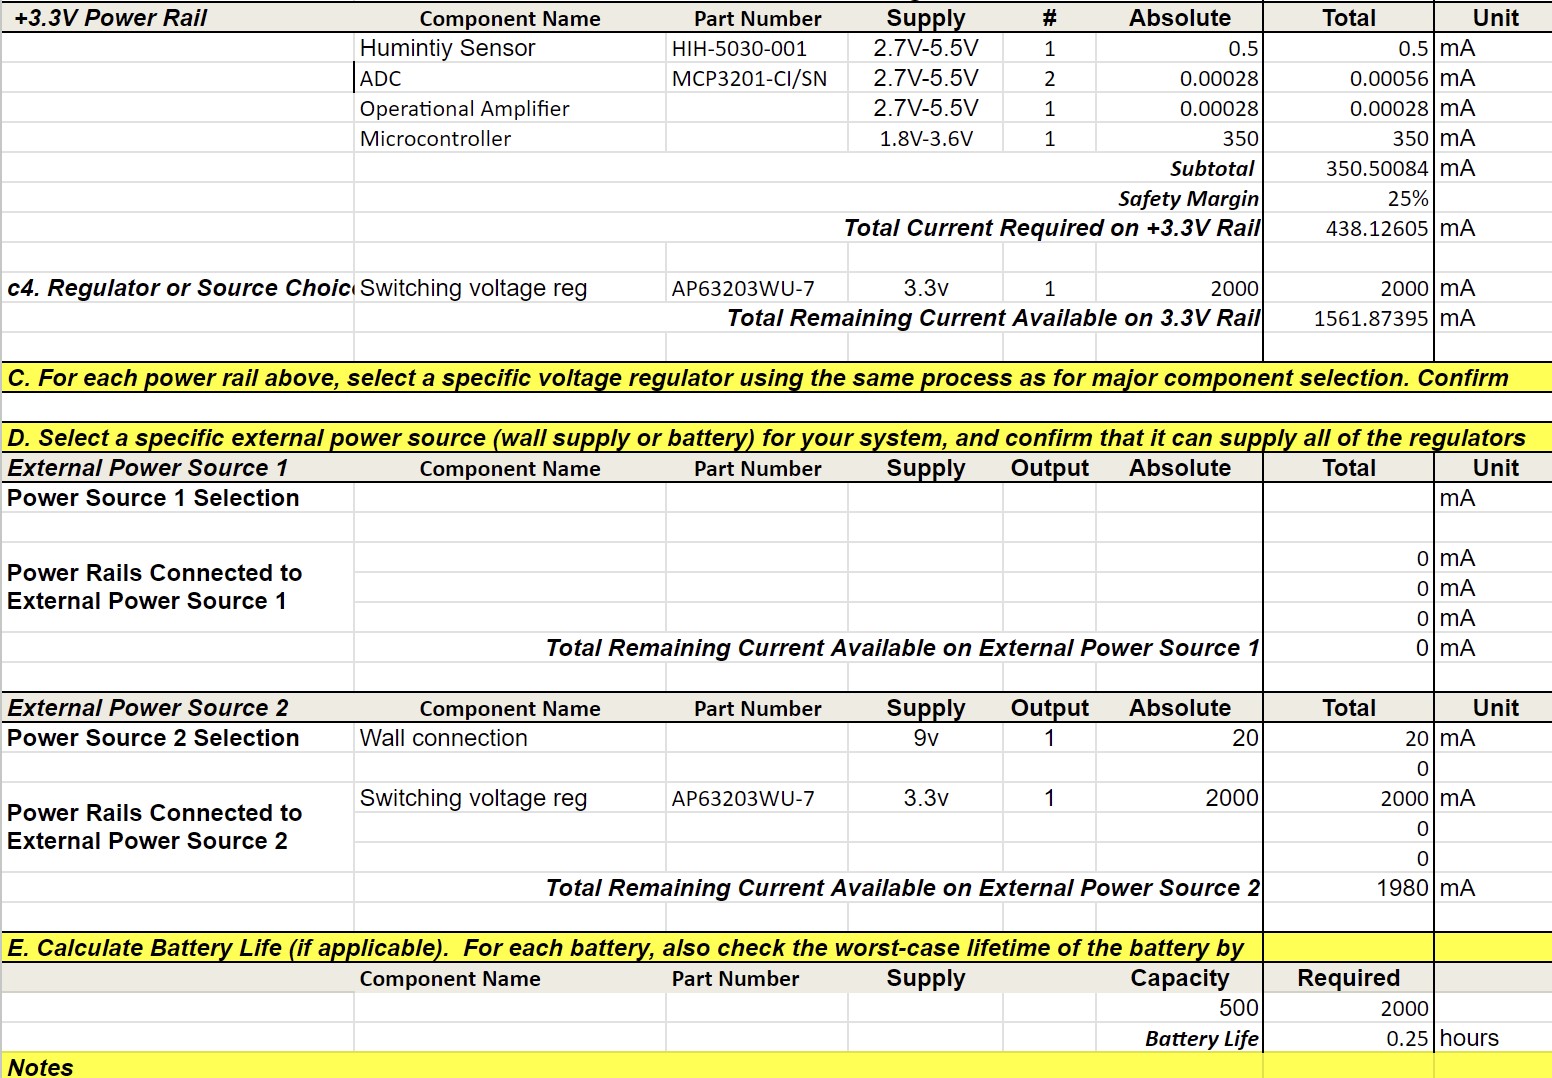 +3.3V Power Rail Component Name Part Number Supply # Absolute Total Unit
Humintiy Sensor HIH-5030-001 2.7V-5.5V 1 0.5 0.5 mA
ADC MCP3201-CI/SN 2.7V-5.5V 2 0.00028 0.00056 mA
Operational Amplifier 2.7V-5.5V 1 0.00028 0.00028 mA
Microcontroller 1.8V-3.6V 1 350 350 mA
Subtotal 350.50084 mA
Safety Margin 25%
Total Current Required on +3.3V Rail 438.12605 mA
c4. Regulator or Source Choic Switching voltage reg AP63203WU-7 3.3v 1 2000 2000 mA
Total Remaining Current Available on 3.3V Rail 1561.87395 mA
C. For each power rail above, select a specific voltage regulator using the same process as for major component selection. Confirm
D. Select a specific external power source (wall supply or battery) for your system, and confirm that it can supply all of the regulators
External Power Source 1 Component Name Part Number Supply Output Absolute Total Unit
Power Source 1 Selection mA
0 mA
Power Rails Connected to
0 mA
External Power Source 1
0 mA
Total Remaining Current Available on External Power Source 1 0 mA
External Power Source 2 Component Name Part Number Supply Output Absolute Total Unit
Power Source 2 Selection Wall connection 9v 1 20 20 mA
0
Switching voltage reg AP63203WU-7 3.3v 1 2000 2000 mA
Power Rails Connected to
0
External Power Source 2
0
Total Remaining Current Available on External Power Source 2 1980 mA
E. Calculate Battery Life (if applicable). For each battery, also check the worst-case lifetime of the battery by
Component Name Part Number Supply Capacity Required
500 2000
Battery Life 0.25 hours
Notes